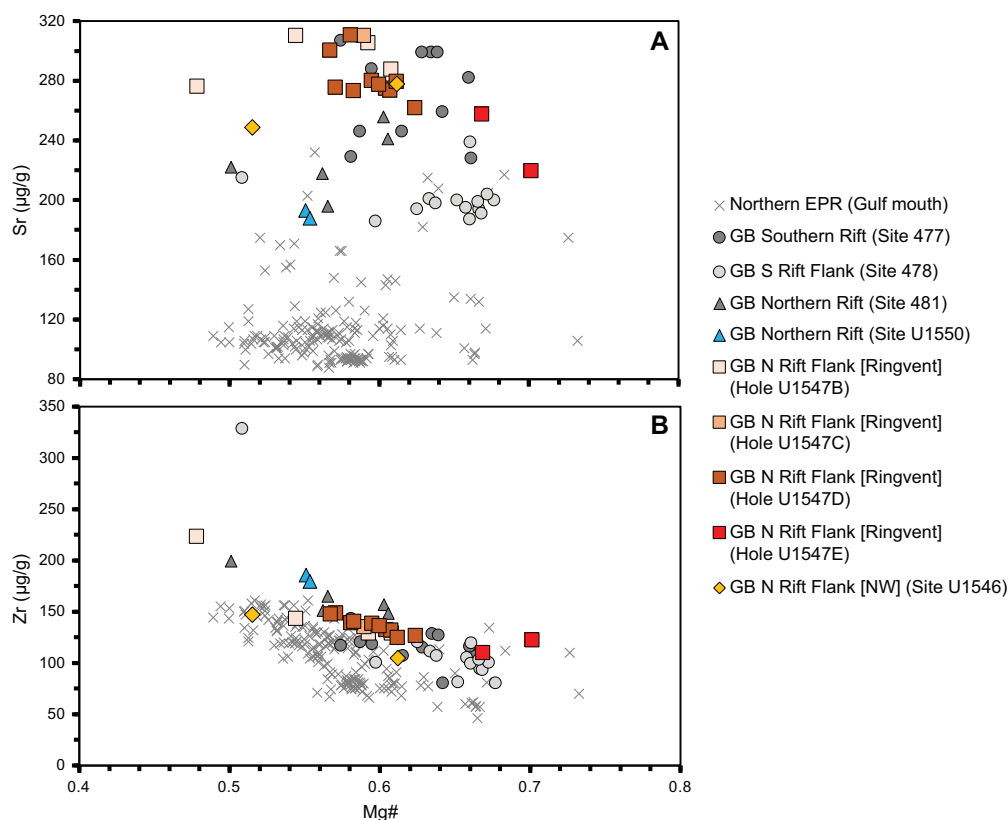 320
280
240
200
160
120
80
Sr (µg/g)
A
350
300
250
200
150
100
50
0
Zr (µg/g)
B
0.4
0.5
0.6
0.7
0.8
Mg#
Northern EPR (Gulf mouth)
GB Southern Rift (Site 477)
GB S Rift Flank (Site 478)
GB Northern Rift (Site 481)
GB Northern Rift (Site U1550)
GB N Rift Flank [Ringvent]
(Hole U1547B)
GB N Rift Flank [Ringvent]
(Hole U1547C)
GB N Rift Flank [Ringvent]
(Hole U1547D)
GB N Rift Flank [Ringvent]
(Hole U1547E)
GB N Rift Flank [NW] (Site U1546)